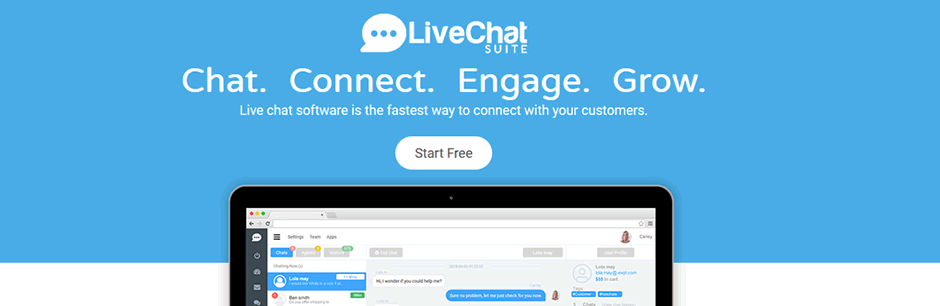 LiveChat
SUITE
Chat. Connect. Engage. Grow.
Live chat software is the fastest way to connect with your customers.
Start Free
Settings Team Apps
Carley
Chats
Lola may
Hi, I wonder if you could help me?
Sure no problem, let me just check for you now.
Lola may
Ben smith